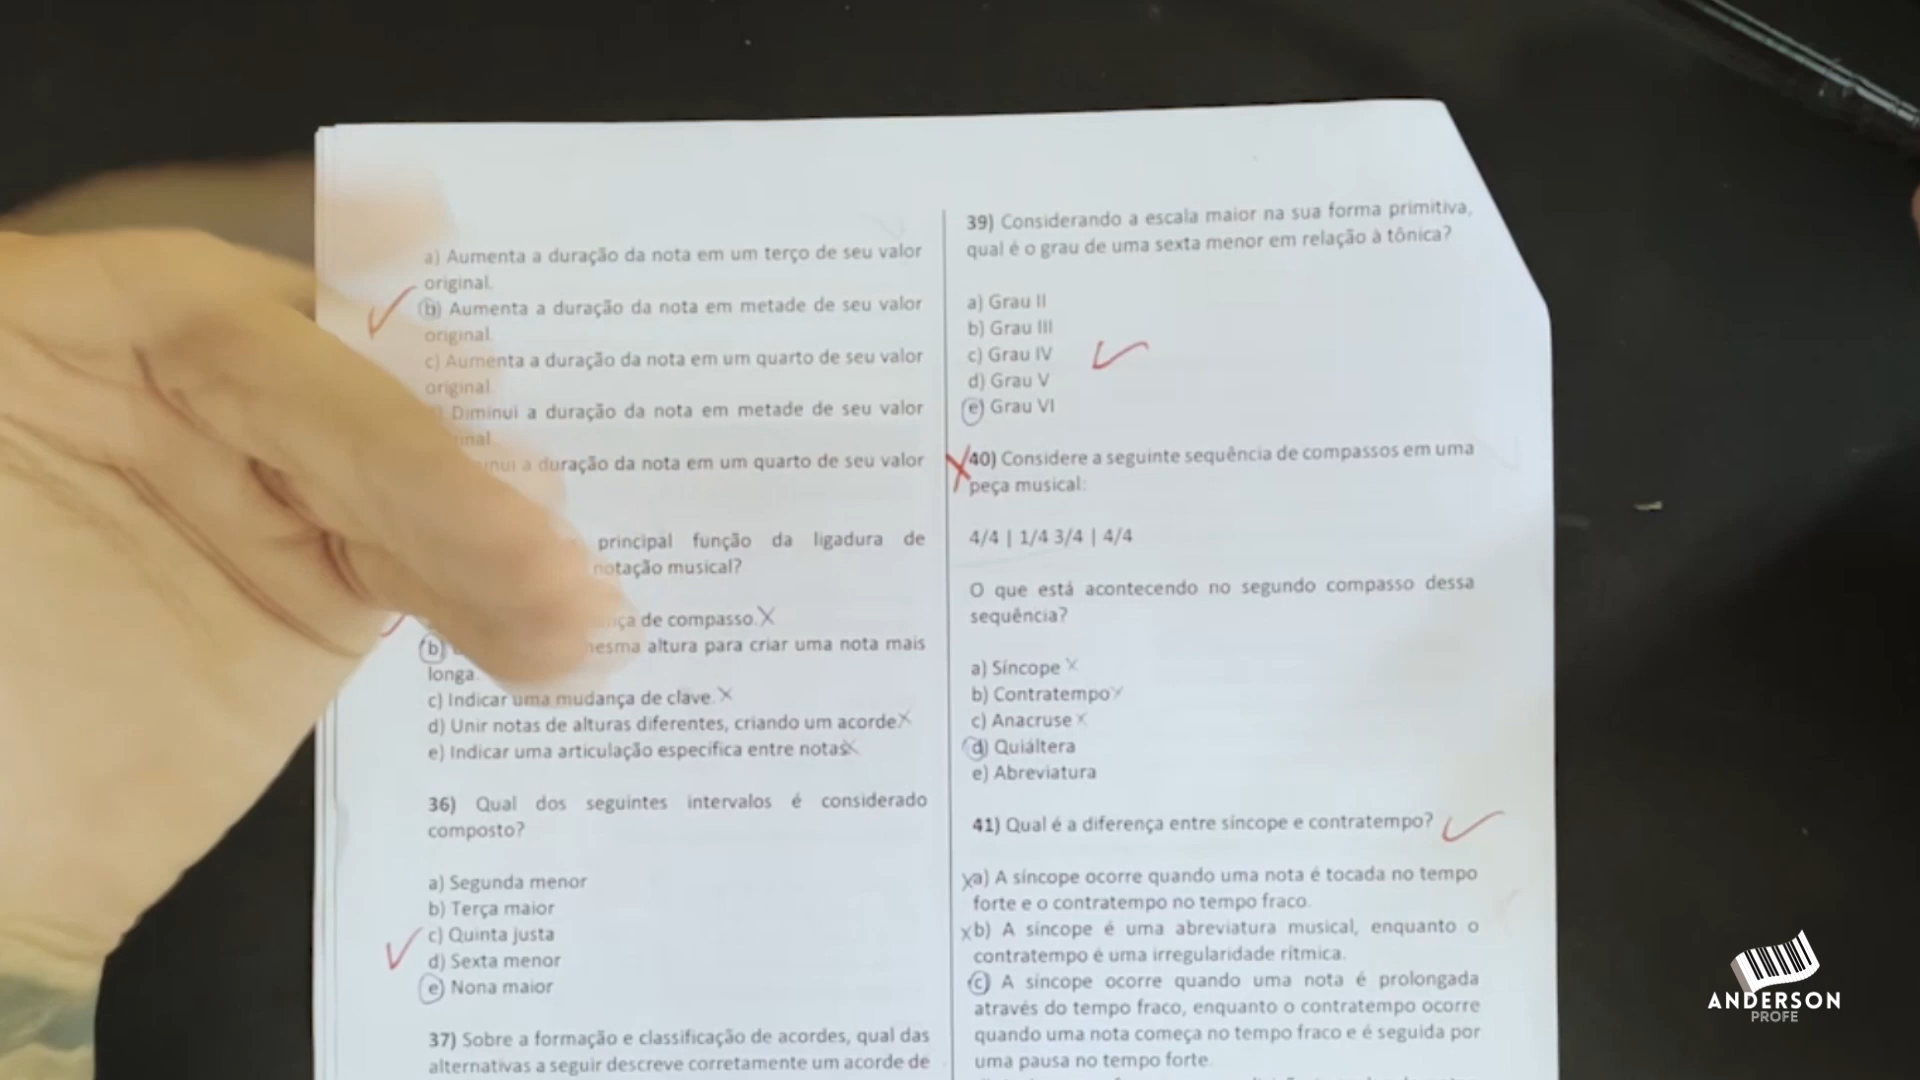 a) Aumenta a duração da nota em um terço de seu valor
original.
b) Aumenta a duração da nota em metade de seu valor
original.
c) Aumenta a duração da nota em um quarto de seu valor
original.
Diminui a duração da nota em metade de seu valor
a duração da nota em um quarto de seu valor
principal função da ligadura de
notação musical?
de compasso.
b)
altura para criar uma nota mais
longa.
c) Indicar uma mudança de clave.
d) Unir notas de alturas diferentes, criando um acorde.
e) Indicar uma articulação específica entre notas.
36) Qual dos seguintes intervalos é considerado
composto?
a) Segunda menor
b) Terça maior
c) Quinta justa
d) Sexta menor
e) Nona maior
37) Sobre a formação e classificação de acordes, qual das
alternativas a seguir descreve corretamente um acorde de
39) Considerando a escala maior na sua forma primitiva,
qual é o grau de uma sexta menor em relação à tônica?
a) Grau II
b) Grau III
c) Grau IV
d) Grau V
e) Grau VI
40) Considere a seguinte sequência de compassos em uma
peça musical:
4/4 | 1/4 3/4 | 4/4
O que está acontecendo no segundo compasso dessa
sequência?
a) Síncope
b) Contratempo
c) Anacruse
d) Quiáltera
e) Abreviatura
41) Qual é a diferença entre síncope e contratempo?
a) A síncope ocorre quando uma nota é tocada no tempo
forte e o contratempo no tempo fraco.
b) A síncope é uma abreviatura musical, enquanto o
contratempo é uma irregularidade rítmica.
c) A síncope ocorre quando uma nota é prolongada
através do tempo fraco, enquanto o contratempo ocorre
quando uma nota começa no tempo fraco e é seguida por
uma pausa no tempo forte.
ANDERSON
PROFE